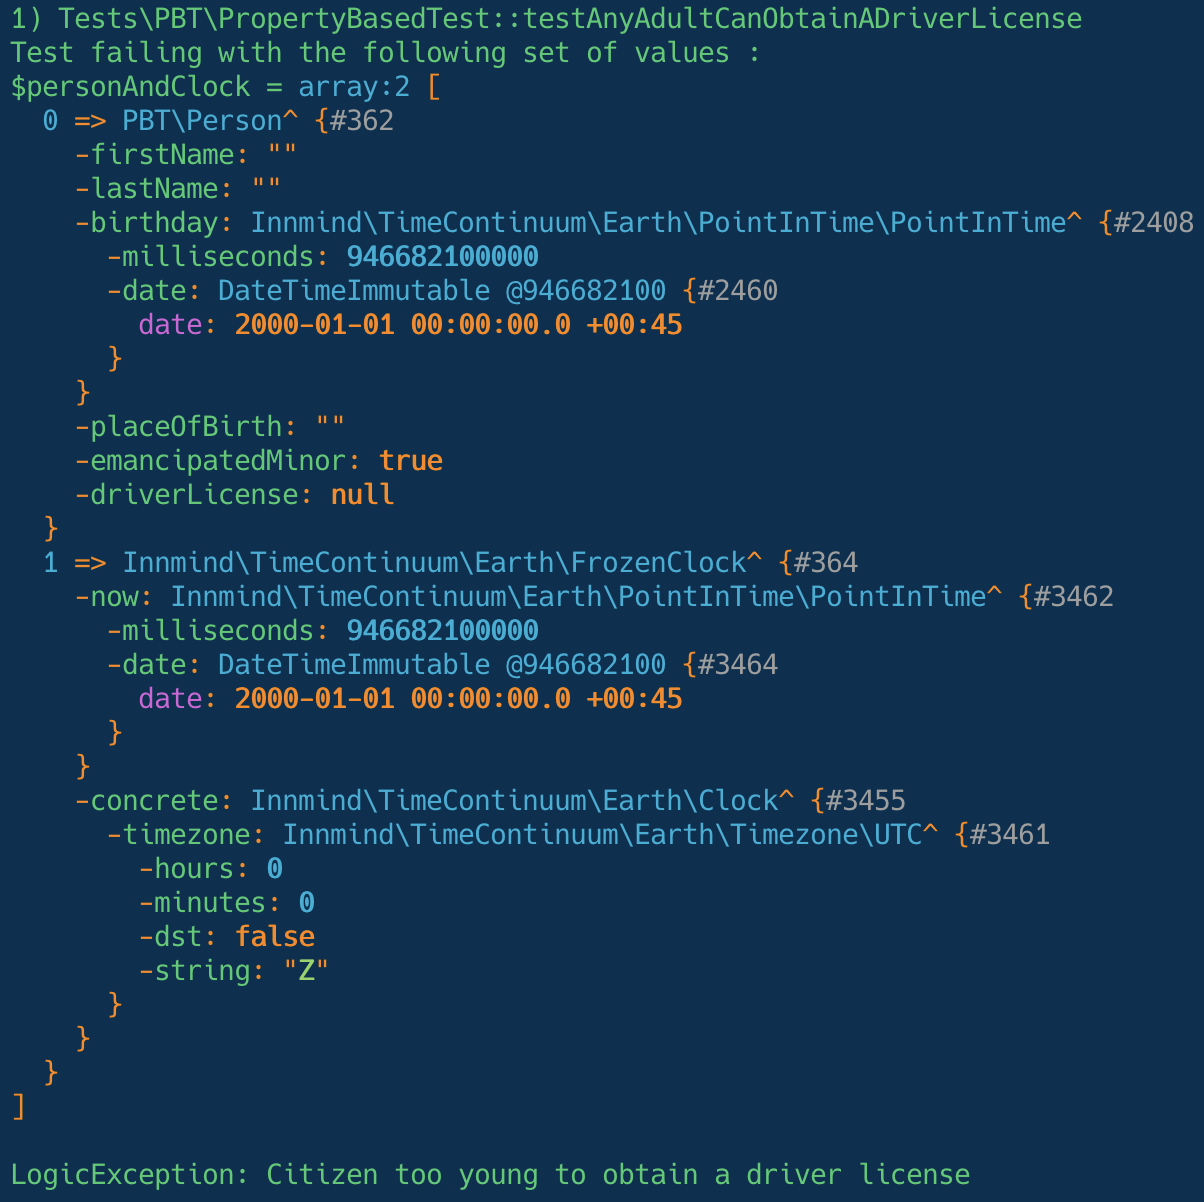 1) Tests\PBT\PropertyBasedTest::testAnyAdultCanObtainADriverLicense
Test failing with the following set of values :
$personAndClock = array:2 [
  0 => PBT\Person^ {#362
    -firstName: ""
    -lastName: ""
    -birthday: Innmind\TimeContinuum\Earth\PointInTime\PointInTime^ {#2408
      -milliseconds: 946682100000
      -date: DateTimeImmutable @946682100 {#2460
        date: 2000-01-01 00:00:00.0 +00:45
      }
    }
    -placeOfBirth: ""
    -emancipatedMinor: true
    -driverLicense: null
  }
  1 => Innmind\TimeContinuum\Earth\FrozenClock^ {#364
    -now: Innmind\TimeContinuum\Earth\PointInTime\PointInTime^ {#3462
      -milliseconds: 946682100000
      -date: DateTimeImmutable @946682100 {#3464
        date: 2000-01-01 00:00:00.0 +00:45
      }
    }
    -concrete: Innmind\TimeContinuum\Earth\Clock^ {#3455
      -timezone: Innmind\TimeContinuum\Earth\Timezone\UTC^ {#3461
        -hours: 0
        -minutes: 0
        -dst: false
        -string: "Z"
      }
    }
  }
]

LogicException: Citizen too young to obtain a driver license